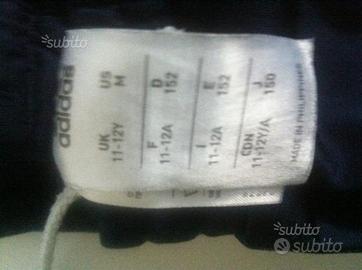 subito
adidas
US
M
D
152
E
152
J
150
UK
11-12Y
F
11-12A
I
11-12A
CDN
11-12Y/A
MADE IN PHILIPPINES
subito
subito